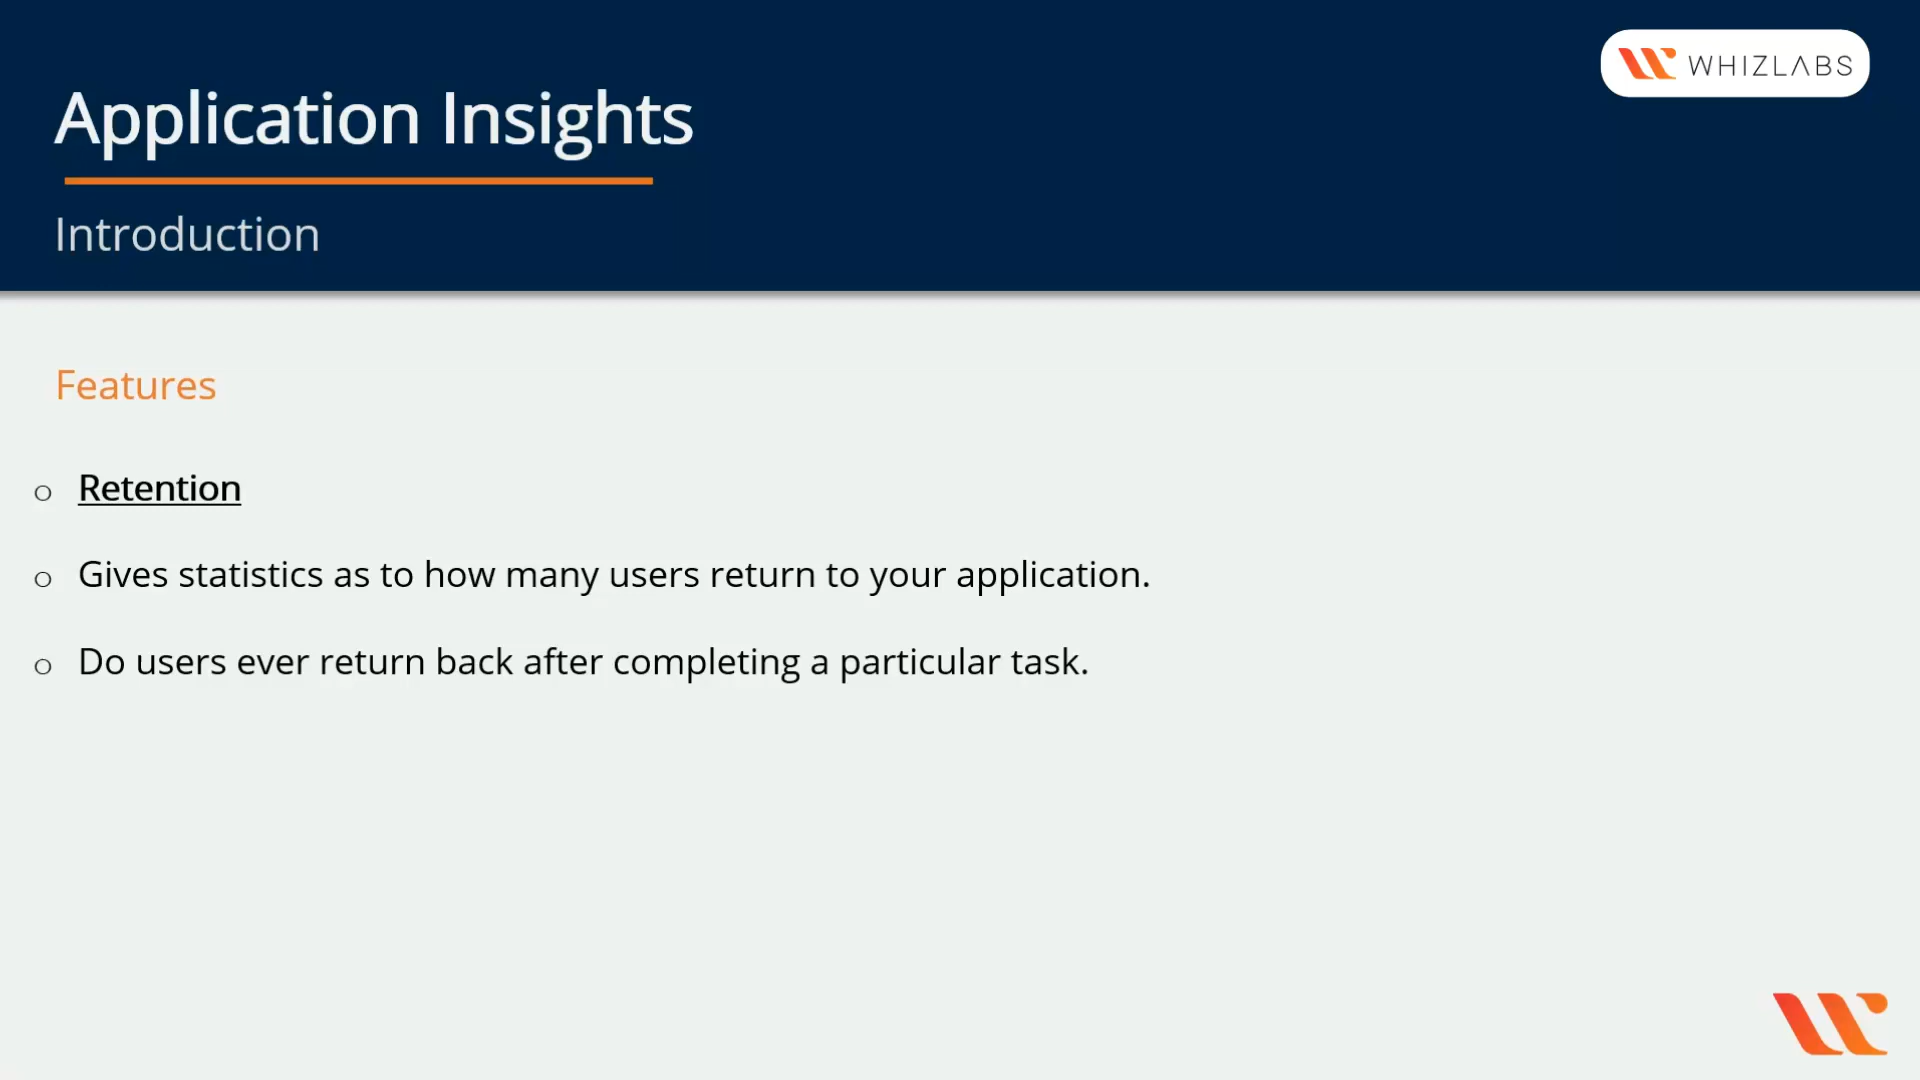 WHIZLABS
Application Insights
Introduction
Features
Retention
Gives statistics as to how many users return to your application.
Do users ever return back after completing a particular task.